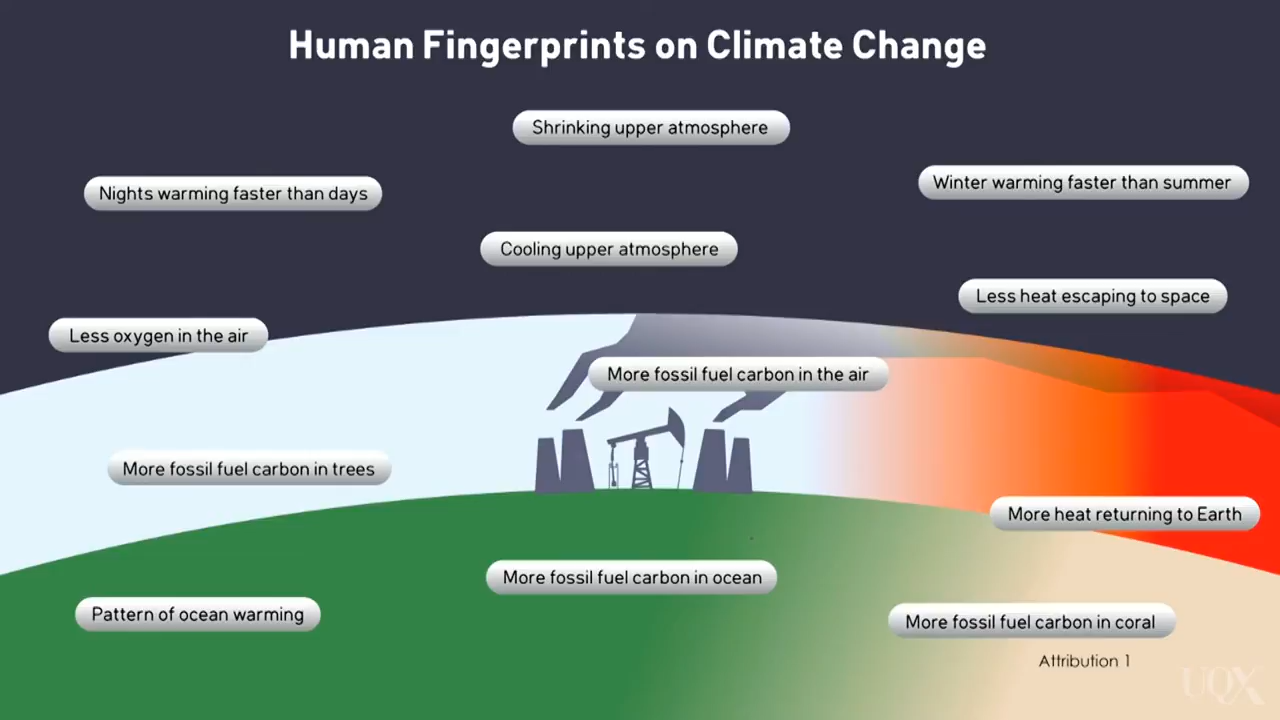 Human Fingerprints on Climate Change
Shrinking upper atmosphere
Nights warming faster than days
Winter warming faster than summer
Cooling upper atmosphere
Less heat escaping to space
Less oxygen in the air
More fossil fuel carbon in the air
More fossil fuel carbon in trees
More heat returning to Earth
More fossil fuel carbon in ocean
Pattern of ocean warming
More fossil fuel carbon in coral
Attribution 1
UQX